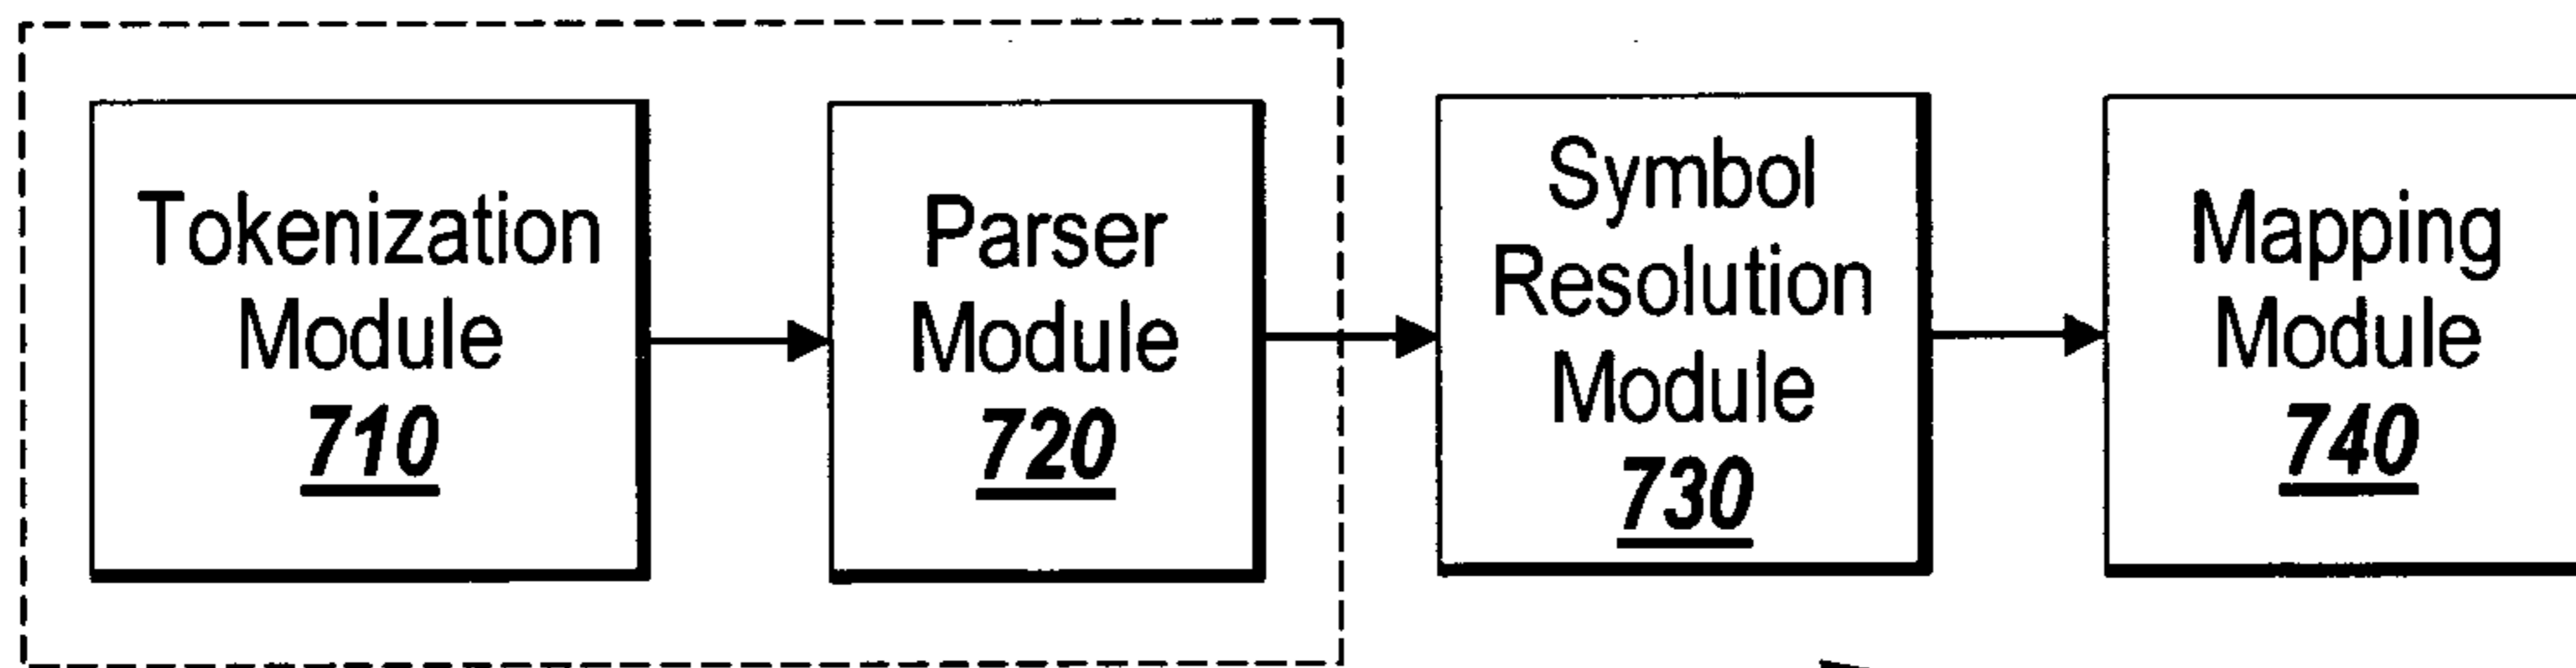 Tokenization
Module
710
Parser
Module
720
Symbol
Resolution
Module
730
Mapping
Module
740